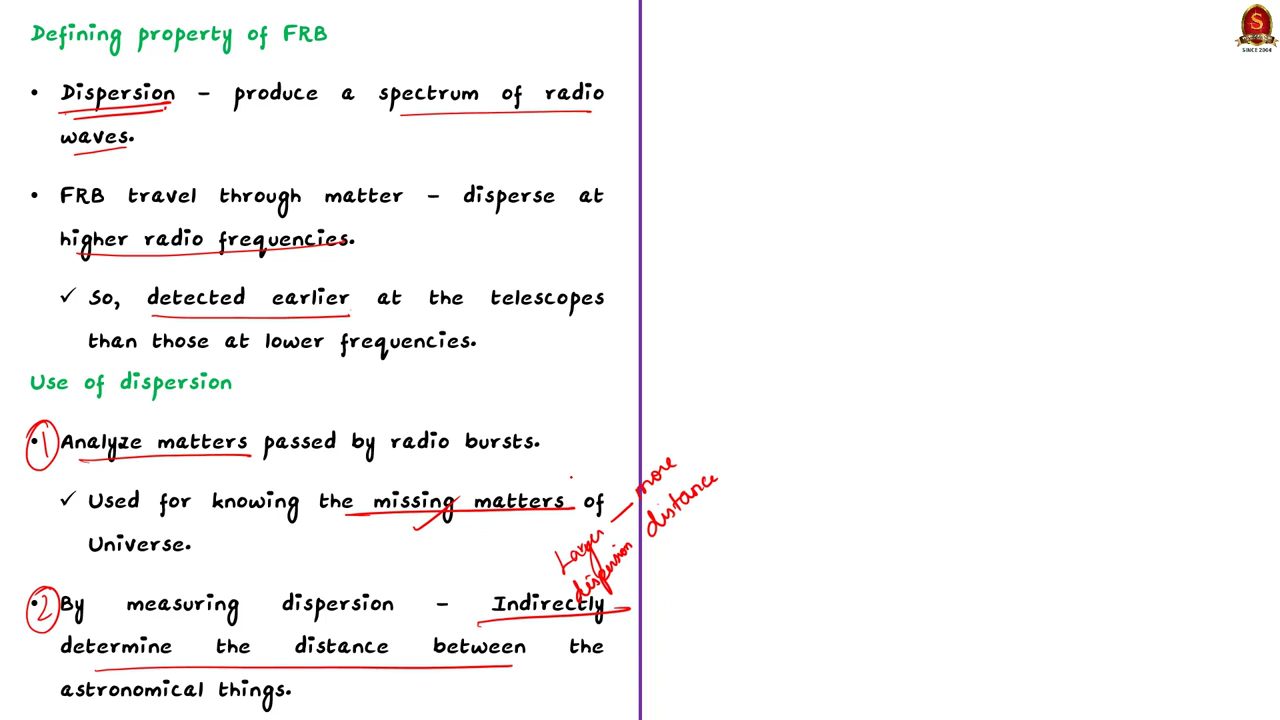 Defining property of FRB
• Dispersion – produce a spectrum of radio
waves.
• FRB travel through matter – disperse at
higher radio frequencies.
✓ So, detected earlier at the telescopes
than those at lower frequencies.
Use of dispersion
1
• Analyze matters passed by radio bursts.
✓ Used for knowing the missing matters of
Universe.
Larger — more
dispersion distance
2
• By measuring dispersion – Indirectly
determine the distance between the
astronomical things.
S
SINCE 2004